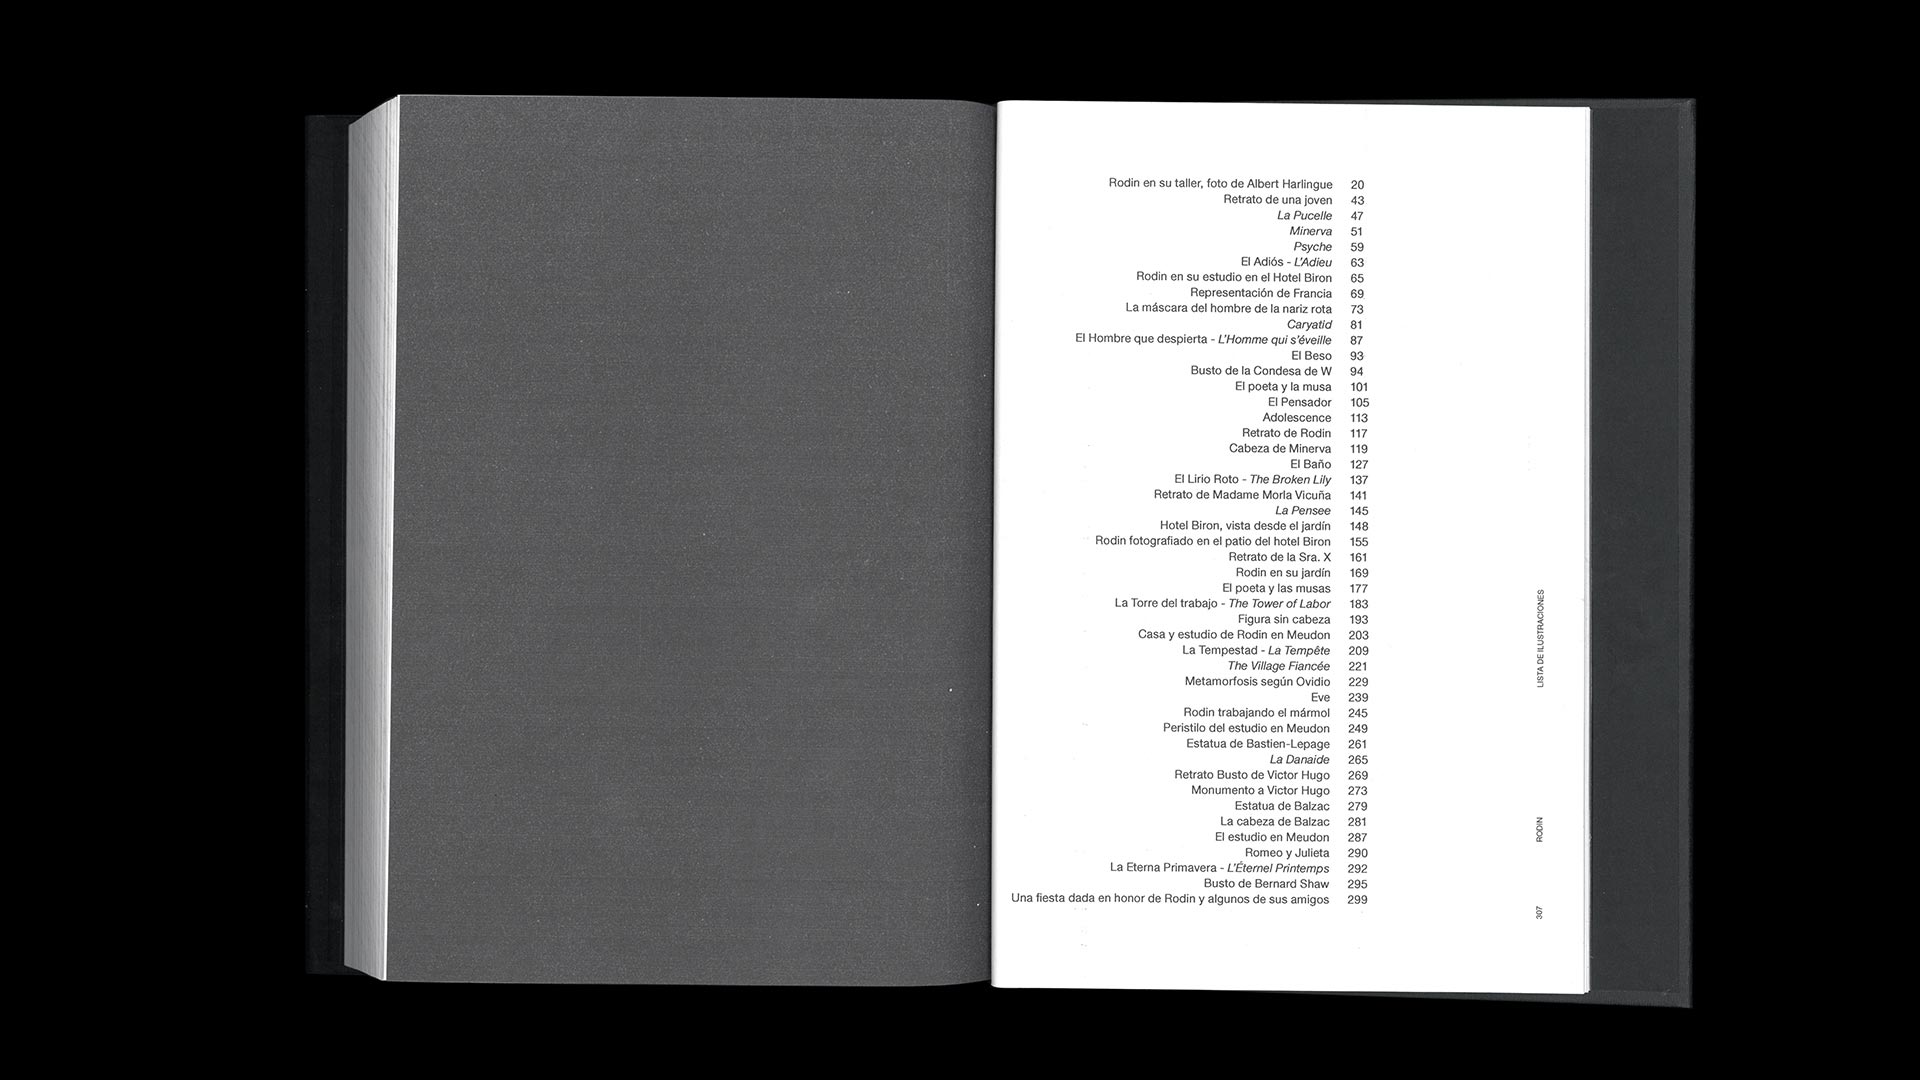 Rodin en su taller, foto de Albert Harlingue 20
Retrato de una joven 43
La Pucelle 47
Minerva 51
Psyche 59
El Adiós - L'Adieu 63
Rodin en su estudio en el Hotel Biron 65
Representación de Francia 69
La máscara del hombre de la nariz rota 73
Caryatid 81
El Hombre que despierta - L'Homme qui s'éveille 87
El Beso 93
Busto de la Condesa de W 94
El poeta y la musa 101
El Pensador 105
Adolescence 113
Retrato de Rodin 117
Cabeza de Minerva 119
El Baño 127
El Lirio Roto - The Broken Lily 137
Retrato de Madame Morla Vicuña 141
La Pensee 145
Hotel Biron, vista desde el jardín 148
Rodin fotografiado en el patio del hotel Biron 155
Retrato de la Sra. X 161
Rodin en su jardín 169
El poeta y las musas 177
La Torre del trabajo - The Tower of Labor 183
Figura sin cabeza 193
Casa y estudio de Rodin en Meudon 203
La Tempestad - La Tempête 209
The Village Fiancée 221
Metamorfosis según Ovidio 229
Eve 239
Rodin trabajando el mármol 245
Peristilo del estudio en Meudon 249
Estatua de Bastien-Lepage 261
La Danaide 265
Retrato Busto de Victor Hugo 269
Monumento a Victor Hugo 273
Estatua de Balzac 279
La cabeza de Balzac 281
El estudio en Meudon 287
Romeo y Julieta 290
La Eterna Primavera - L'Éternel Printemps 292
Busto de Bernard Shaw 295
Una fiesta dada en honor de Rodin y algunos de sus amigos 299
307 RODIN LISTA DE ILUSTRACIONES